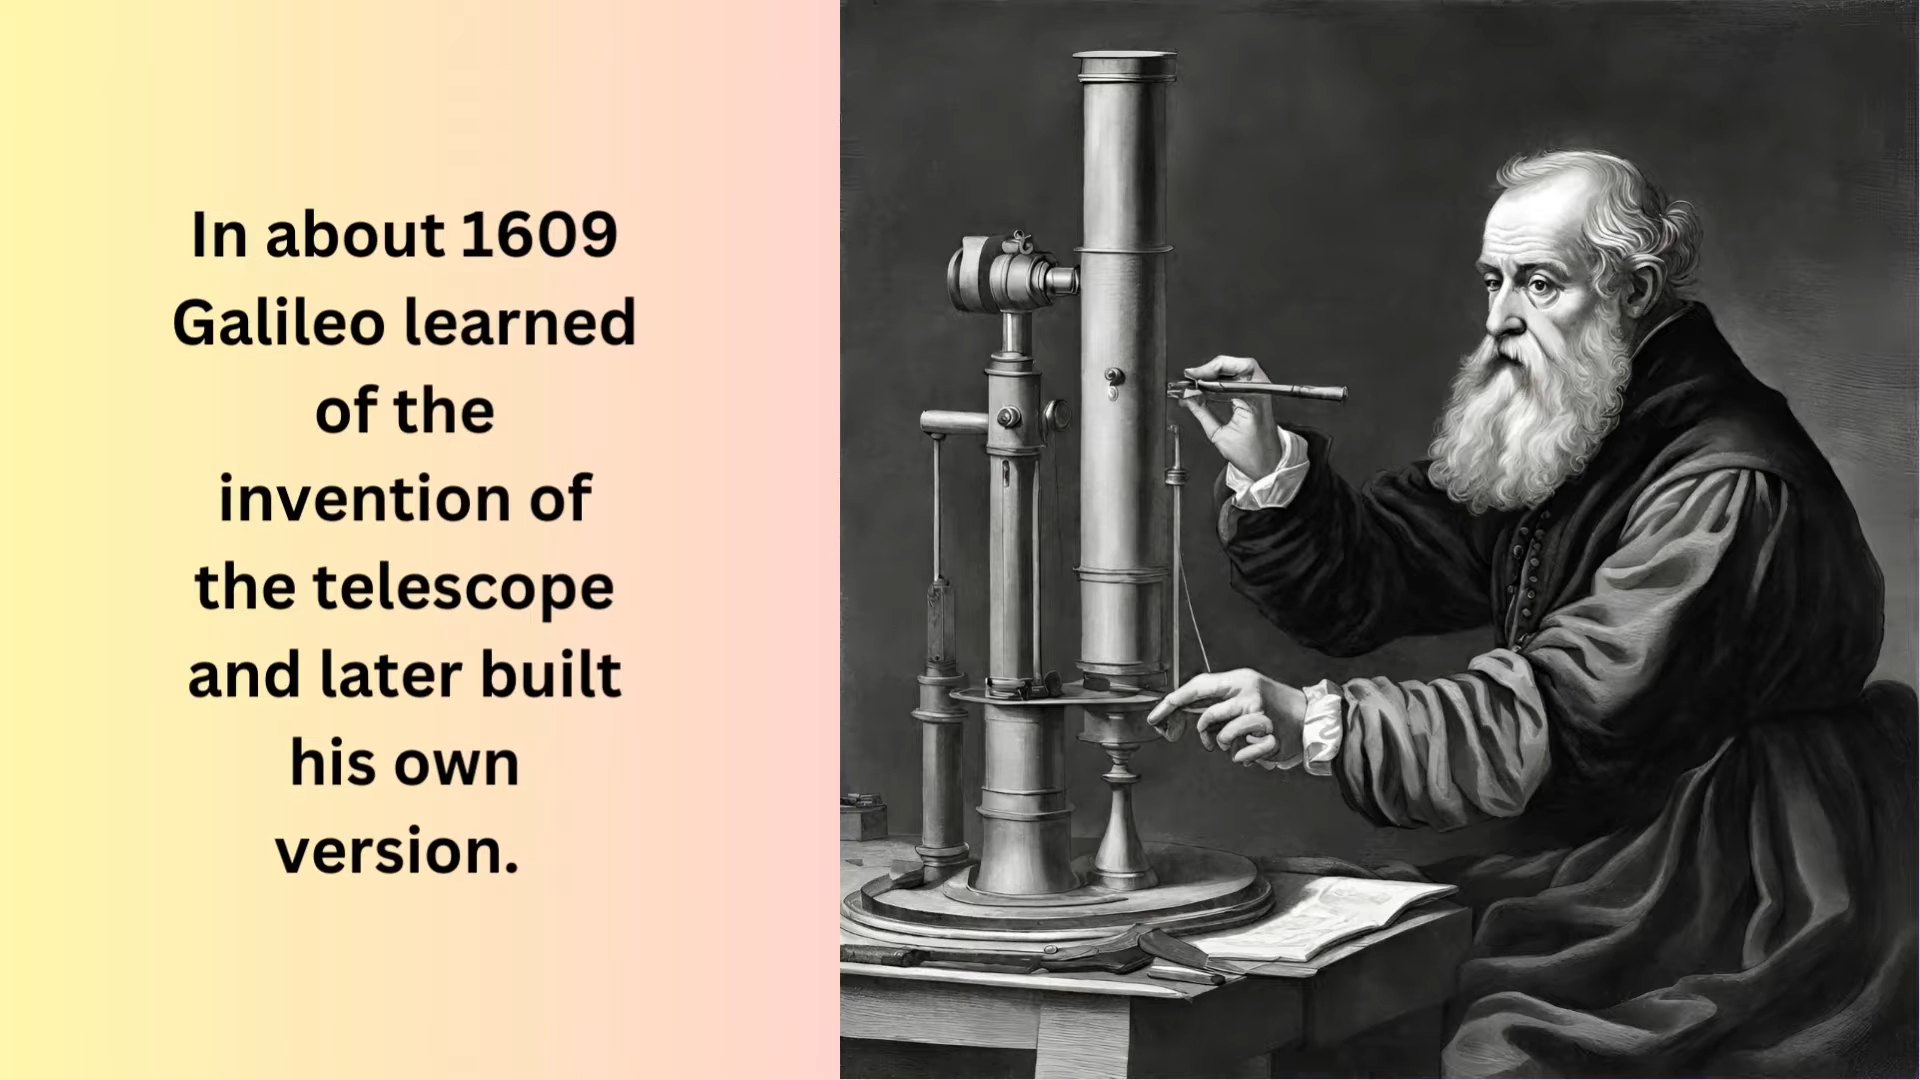 In about 1609
Galileo learned
of the
invention of
the telescope
and later built
his own
version.